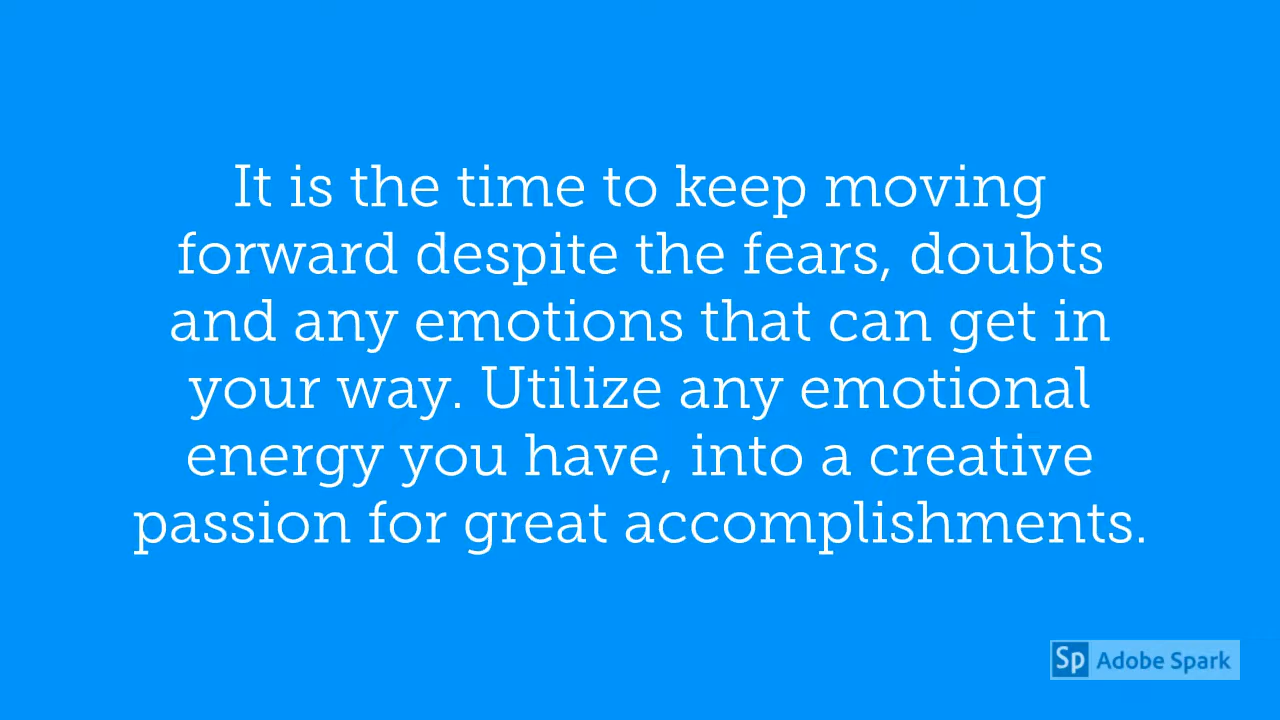 It is the time to keep moving
forward despite the fears, doubts
and any emotions that can get in
your way. Utilize any emotional
energy you have, into a creative
passion for great accomplishments.
Sp Adobe Spark